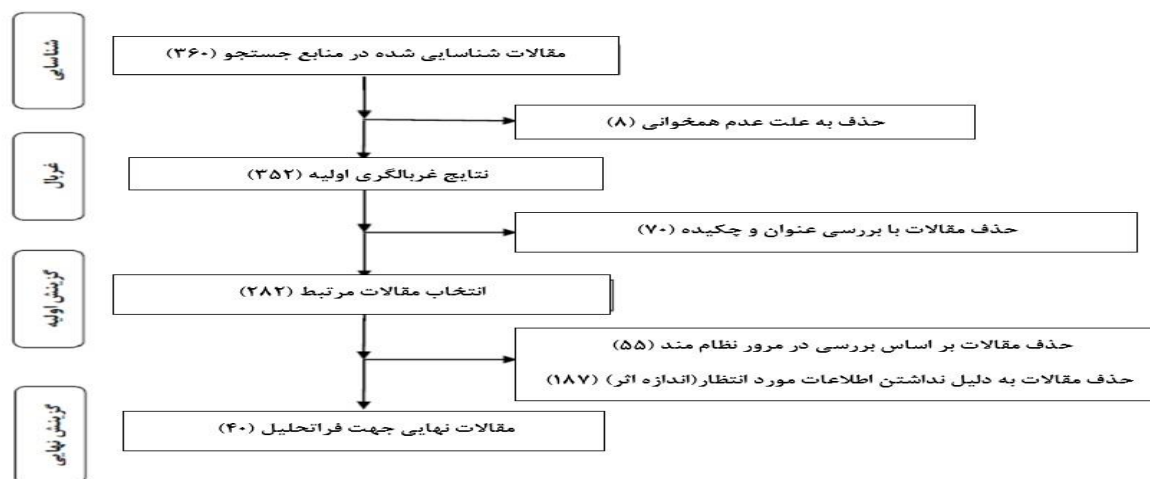 شناسایی
مقالات شناسایی شده در منابع جستجو (۳۶۰)
حذف به علت عدم همخوانی (۸)
غربال
نتایج غربالگری اولیه (۳۵۲)
حذف مقالات با بررسی عنوان و چکیده (۷۰)
گزینش اولیه
انتخاب مقالات مرتبط (۲۸۲)
حذف مقالات بر اساس بررسی در مرور نظام مند (۵۵)
حذف مقالات به دلیل نداشتن اطلاعات مورد انتظار(اندازه اثر) (۱۸۷)
گزینش نهایی
مقالات نهایی جهت فراتحلیل (۴۰)